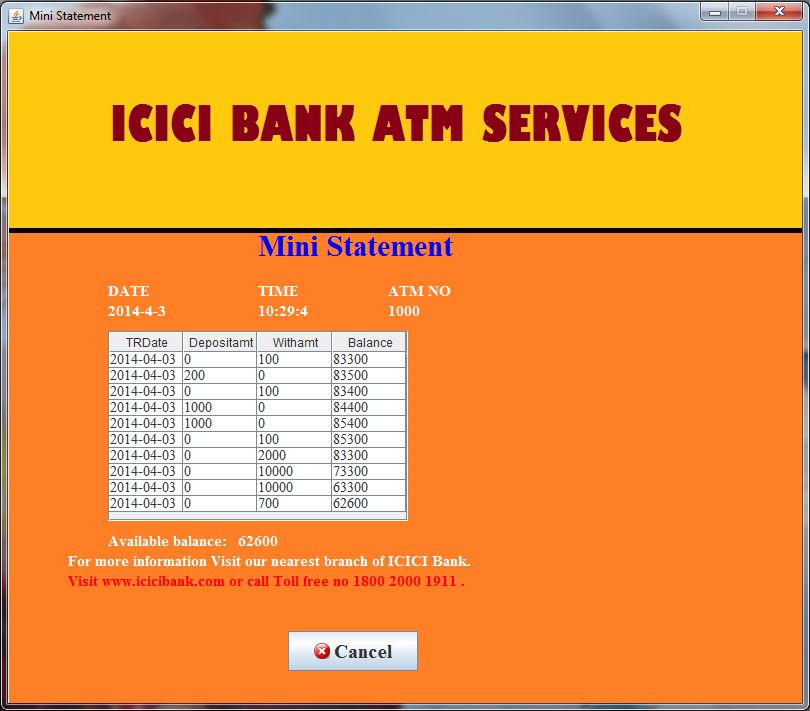 Mini Statement
ICICI BANK ATM SERVICES
Mini Statement
DATE TIME ATM NO
2014-4-3 10:29:4 1000
TRDate Depositamt Withamt Balance
2014-04-03 0 100 83300
2014-04-03 200 0 83500
2014-04-03 0 100 83400
2014-04-03 1000 0 84400
2014-04-03 1000 0 85400
2014-04-03 0 100 85300
2014-04-03 0 2000 83300
2014-04-03 0 10000 73300
2014-04-03 0 10000 63300
2014-04-03 0 700 62600
Available balance: 62600
For more information Visit our nearest branch of ICICI Bank.
Visit www.icicibank.com or call Toll free no 1800 2000 1911 .
Cancel